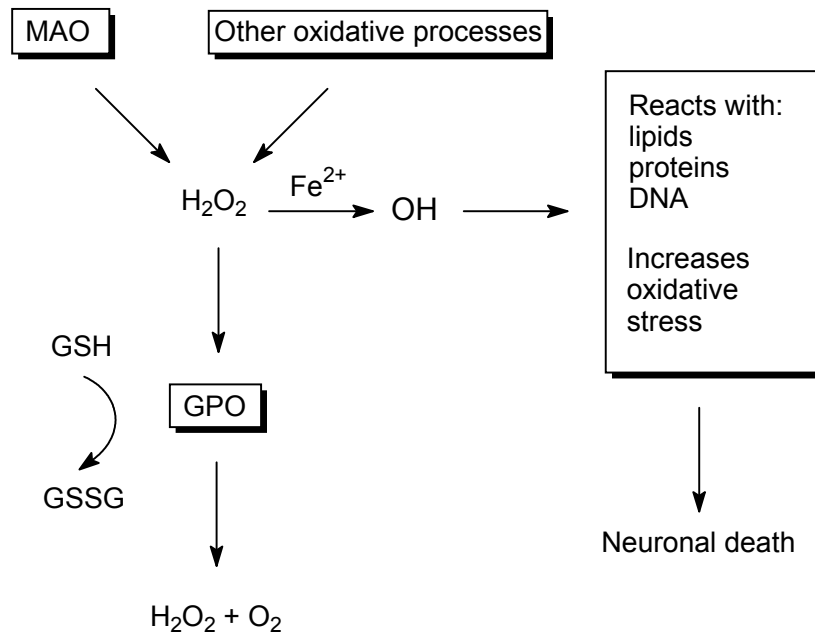 MAO
Other oxidative processes
Reacts with:
lipids
proteins
DNA
Increases
oxidative
stress
H₂O₂
Fe²⁺
OH
GSH
GPO
GSSG
Neuronal death
H₂O₂ + O₂